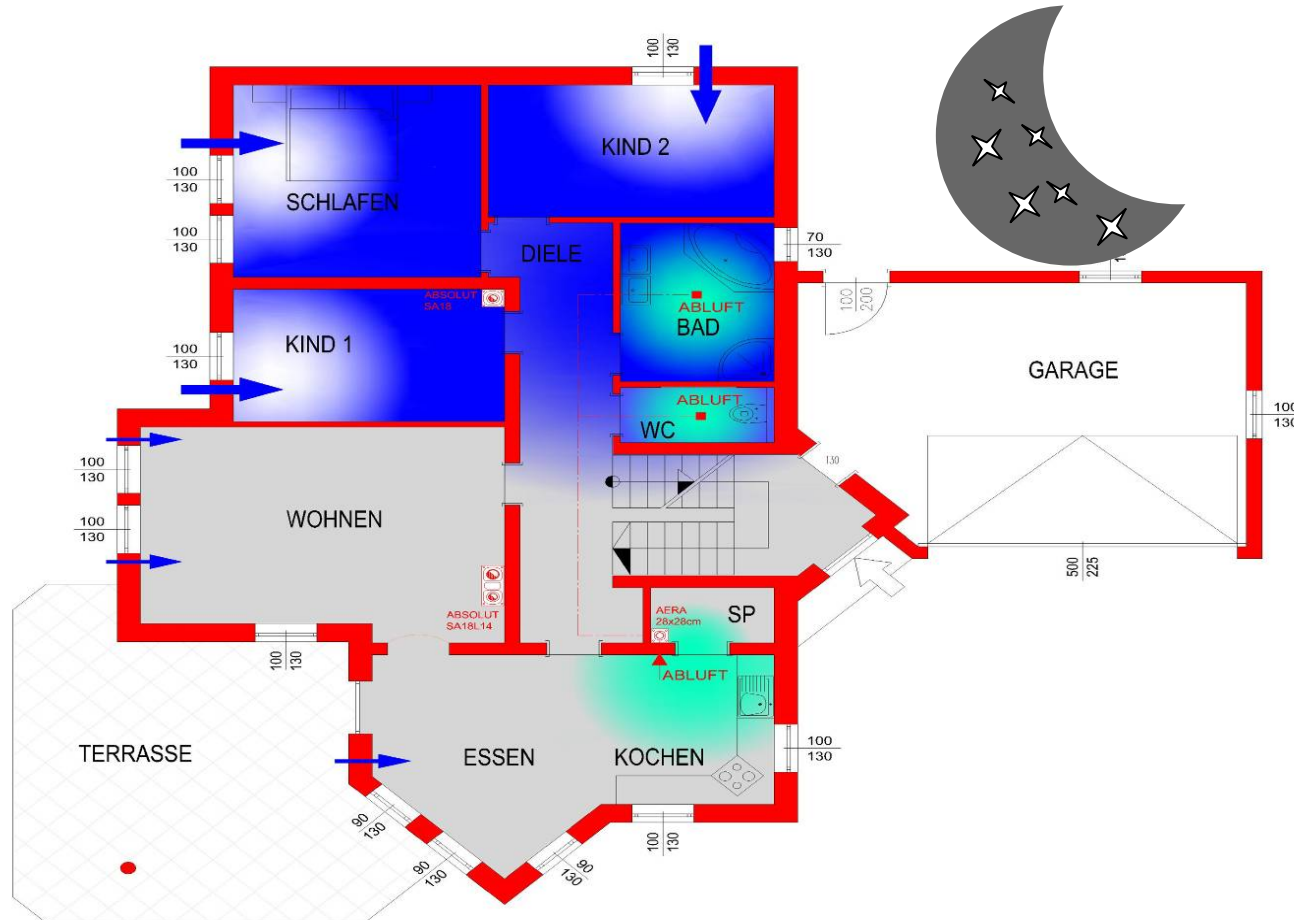 100
130
100
130
SCHLAFEN
KIND 2
100
130
DIELE
70
130
ABSOLUT
SA18
ABLUFT
BAD
100
200
KIND 1
100
130
GARAGE
ABLUFT
WC
100
130
100
130
130
WOHNEN
100
130
500
225
ABSOLUT
SA18L14
AERA
28x28cm
SP
100
130
ABLUFT
TERRASSE
ESSEN
KOCHEN
100
130
90
130
90
130
90
130
100
130